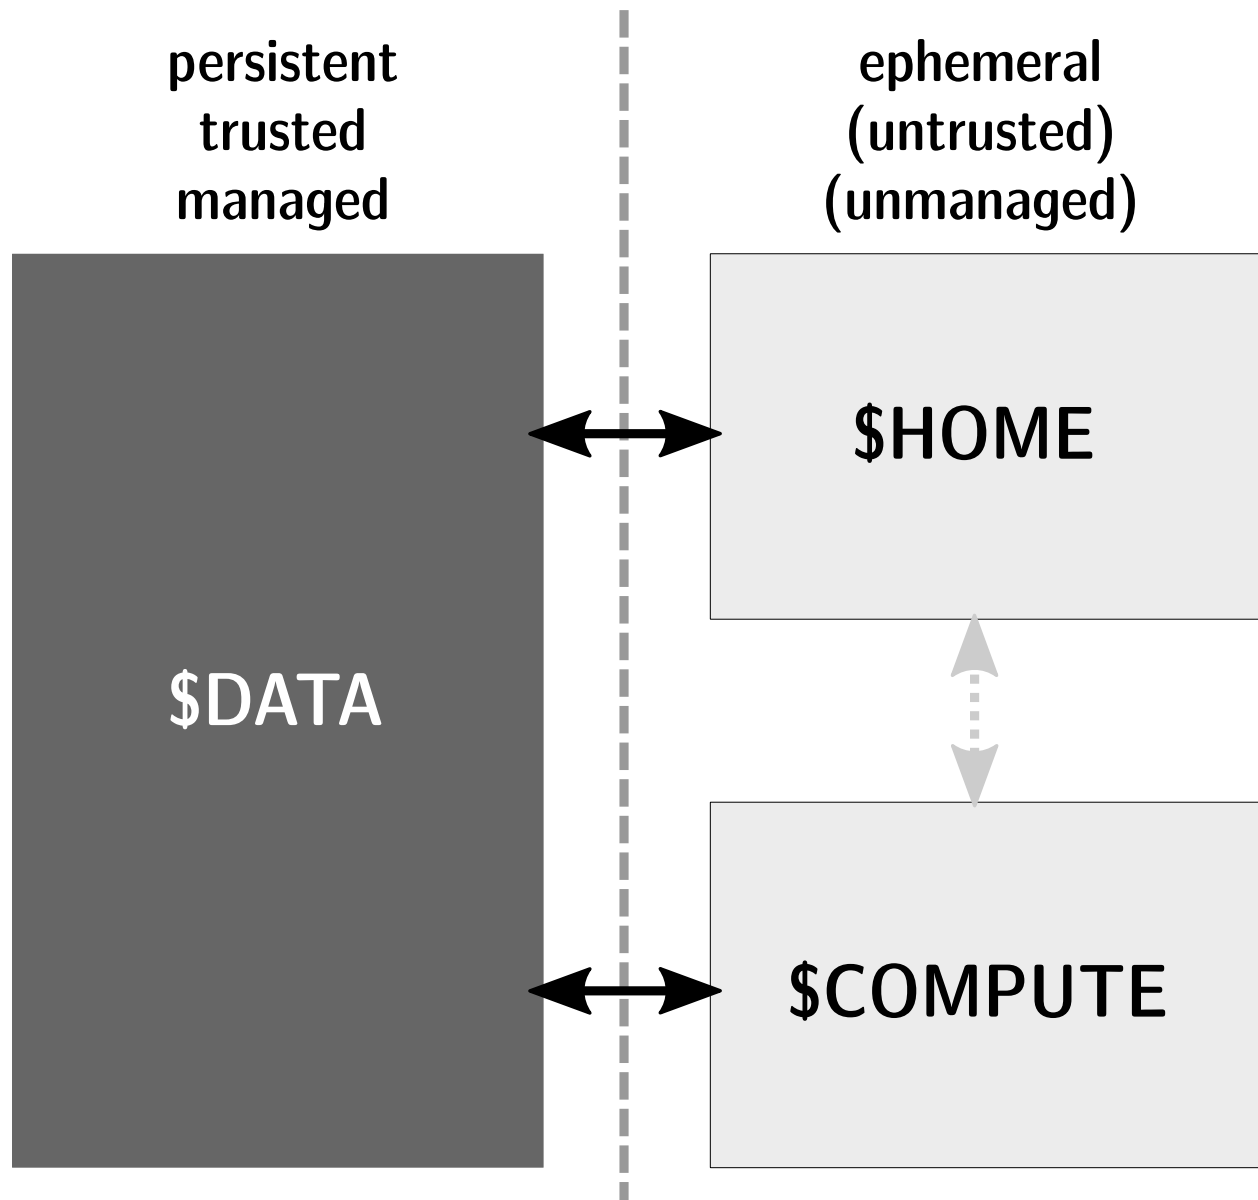 persistent
trusted
managed
ephemeral
(untrusted)
(unmanaged)
$HOME
$DATA
$COMPUTE